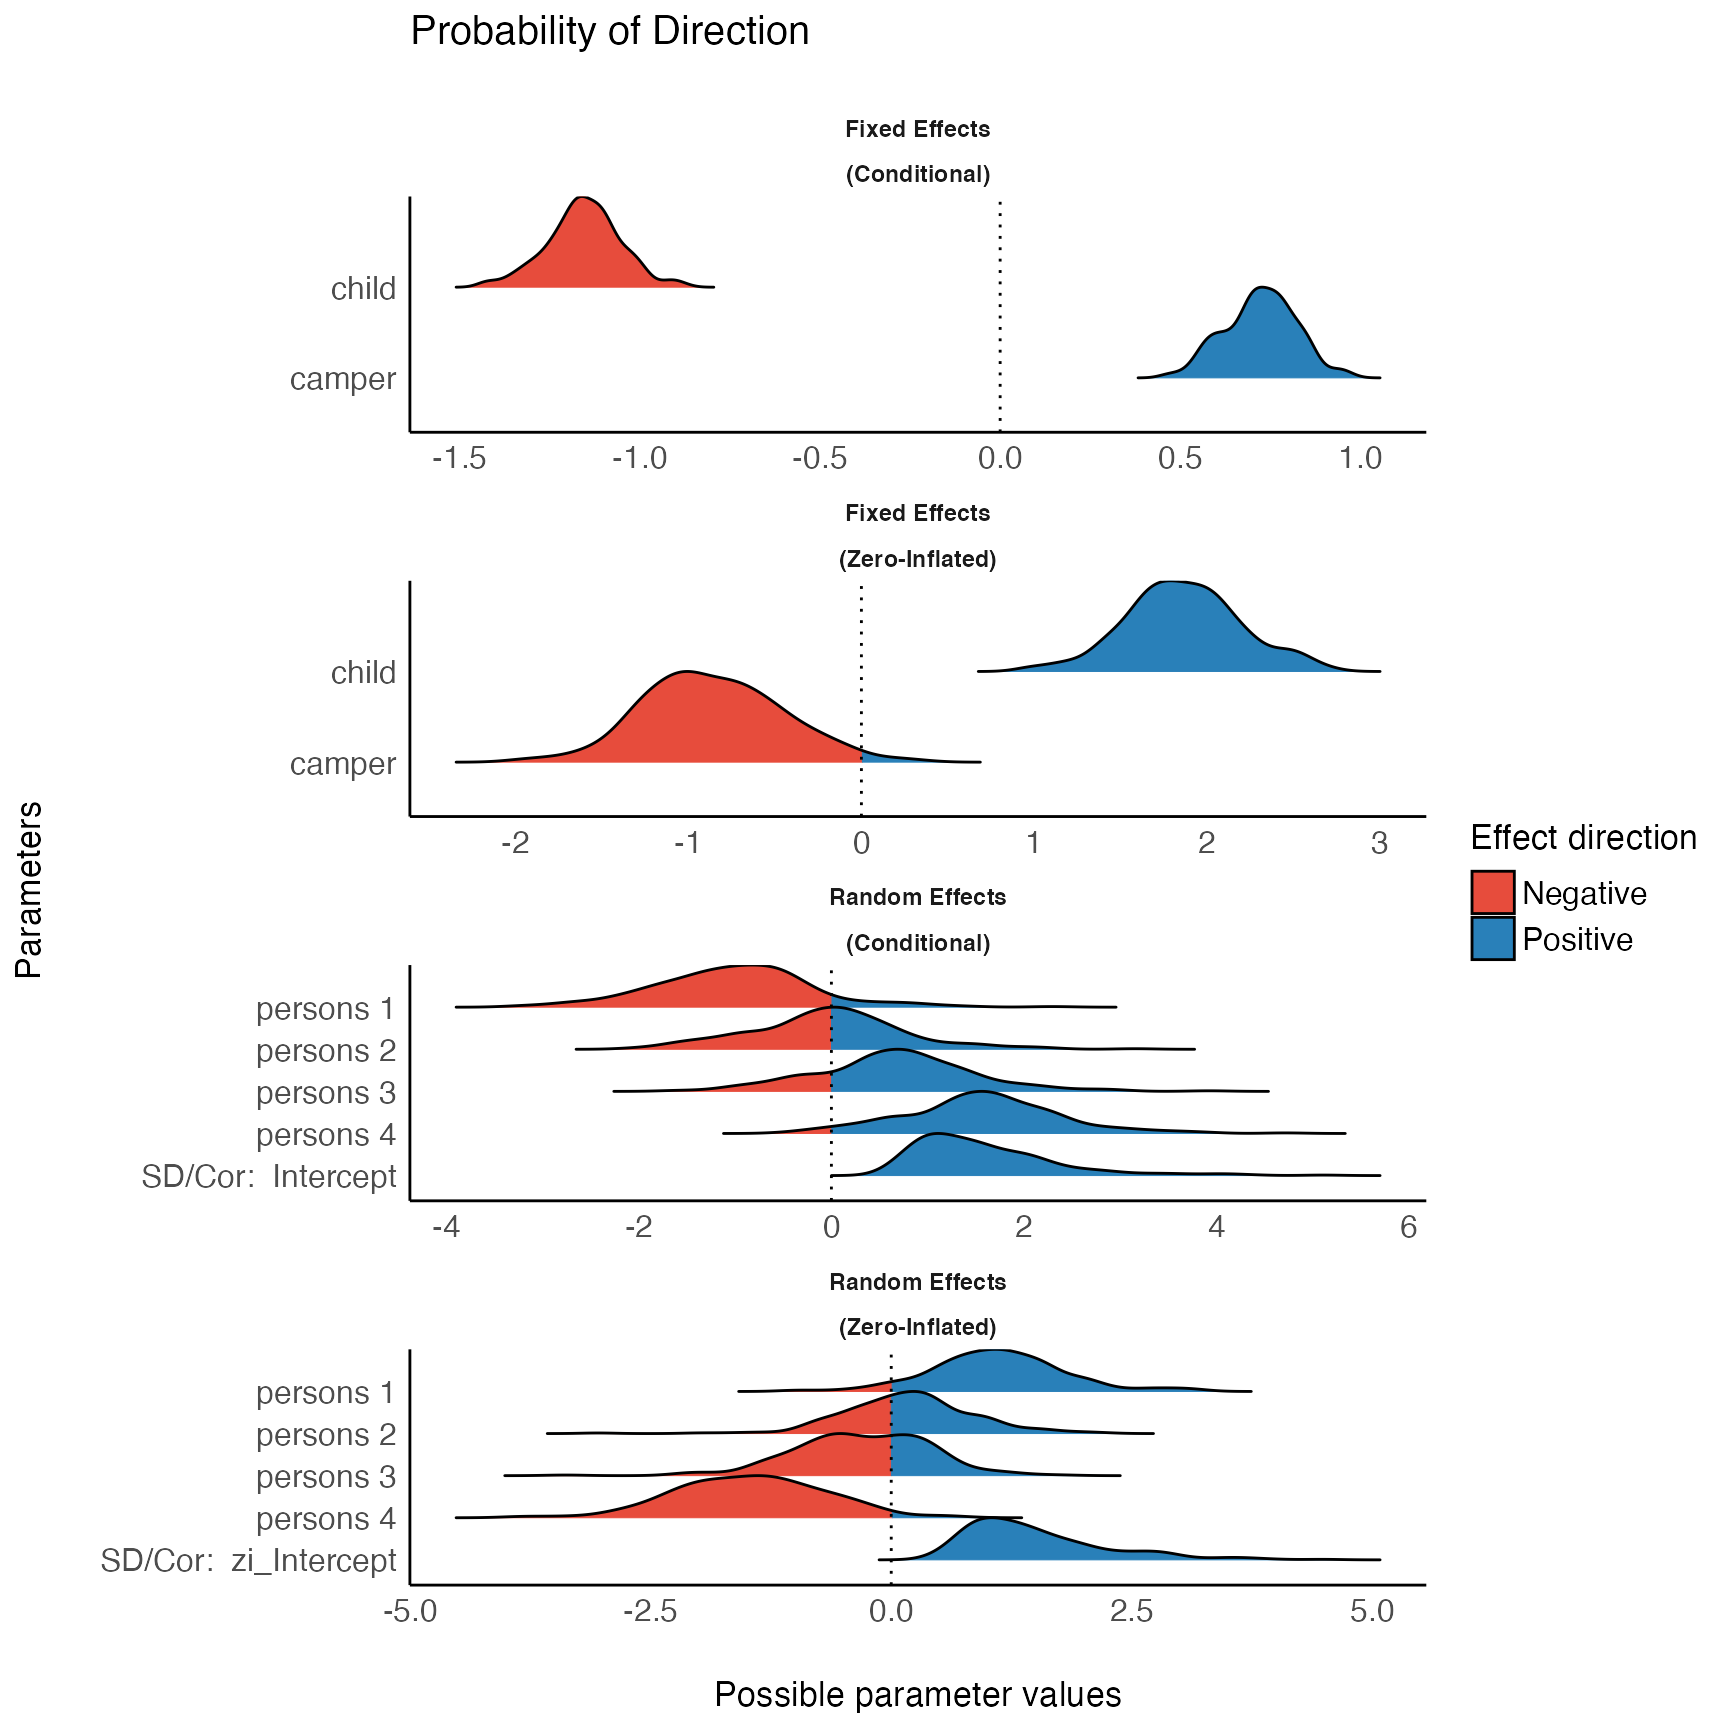 Probability of Direction
Fixed Effects
(Conditional)
child
camper
-1.5 -1.0 -0.5 0.0 0.5 1.0
Fixed Effects
(Zero-Inflated)
child
camper
-2 -1 0 1 2 3
Random Effects
(Conditional)
persons 1
persons 2
persons 3
persons 4
SD/Cor: Intercept
-4 -2 0 2 4 6
Random Effects
(Zero-Inflated)
persons 1
persons 2
persons 3
persons 4
SD/Cor: zi_Intercept
-5.0 -2.5 0.0 2.5 5.0
Possible parameter values
Parameters
Effect direction
Negative
Positive